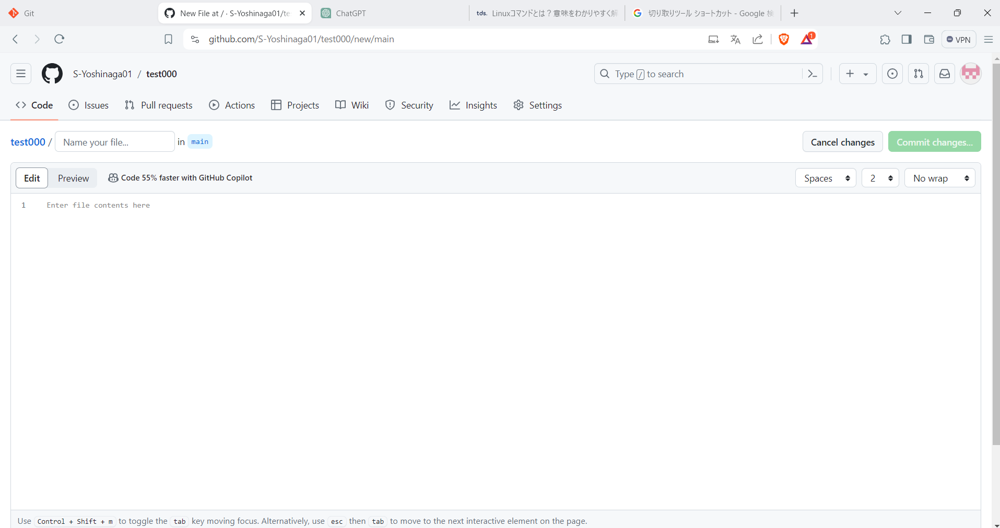 Git
New File at / · S-Yoshinaga01/te
ChatGPT
tds. Linuxコマンドとは？意味をわかりやすく解
切り取りツール ショートカット - Google 検
github.com/S-Yoshinaga01/test000/new/main
1
VPN
S-Yoshinaga01 / test000
Type / to search
Code
Issues
Pull requests
Actions
Projects
Wiki
Security
Insights
Settings
test000 / Name your file... in main
Cancel changes
Commit changes...
Edit
Preview
Code 55% faster with GitHub Copilot
Spaces
2
No wrap
1 Enter file contents here
Use Control + Shift + m to toggle the tab key moving focus. Alternatively, use esc then tab to move to the next interactive element on the page.